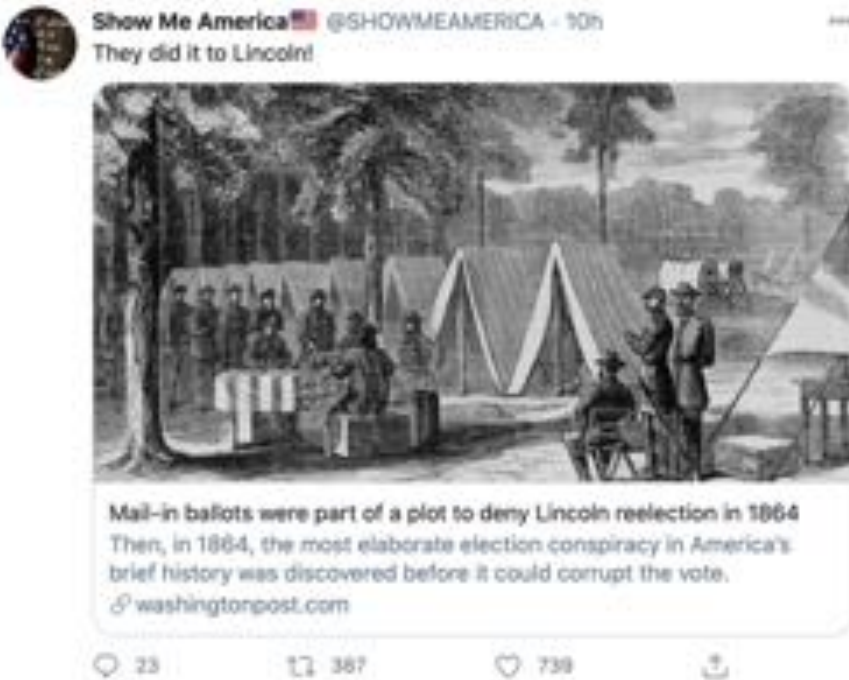 Show Me America🇺🇸 @SHOWMEAMERICA · 10h
They did it to Lincoln!
Mail-in ballots were part of a plot to deny Lincoln reelection in 1864
Then, in 1864, the most elaborate election conspiracy in America's
brief history was discovered before it could corrupt the vote.
washingtonpost.com
23 387 739